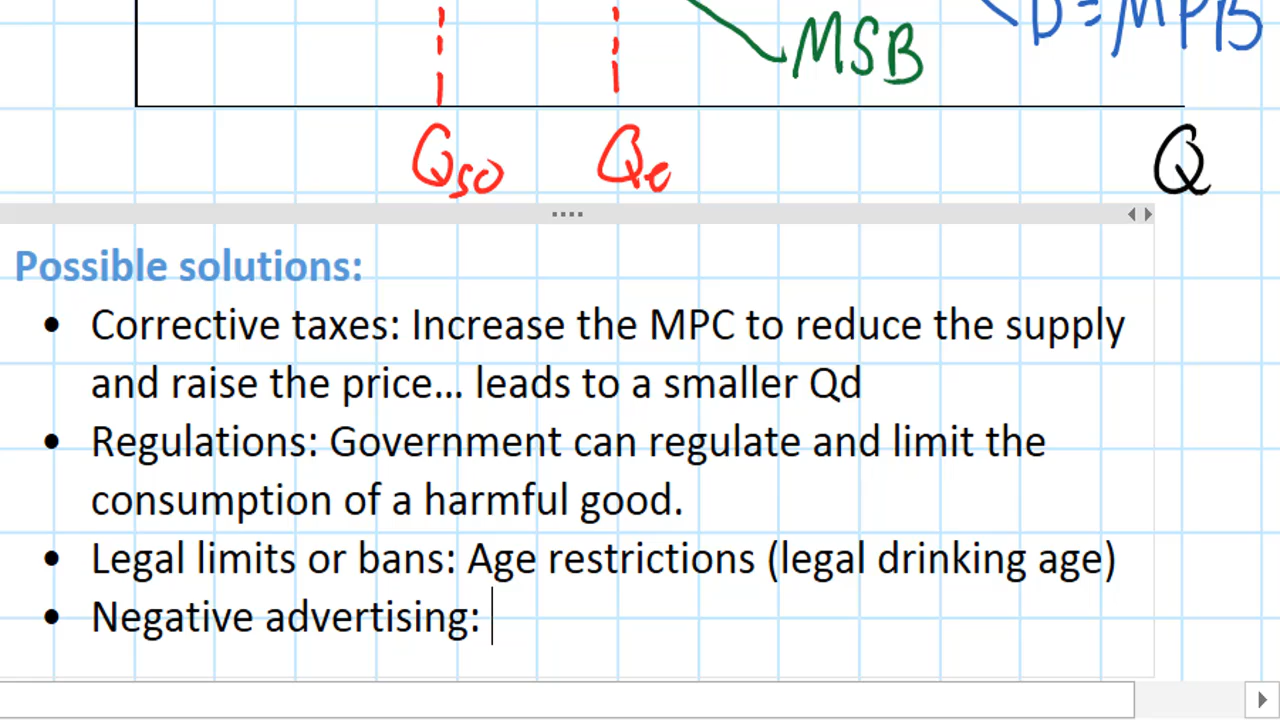 D = MPB
MSB
Qso Qe Q
Possible solutions:
• Corrective taxes: Increase the MPC to reduce the supply
and raise the price... leads to a smaller Qd
• Regulations: Government can regulate and limit the
consumption of a harmful good.
• Legal limits or bans: Age restrictions (legal drinking age)
• Negative advertising: